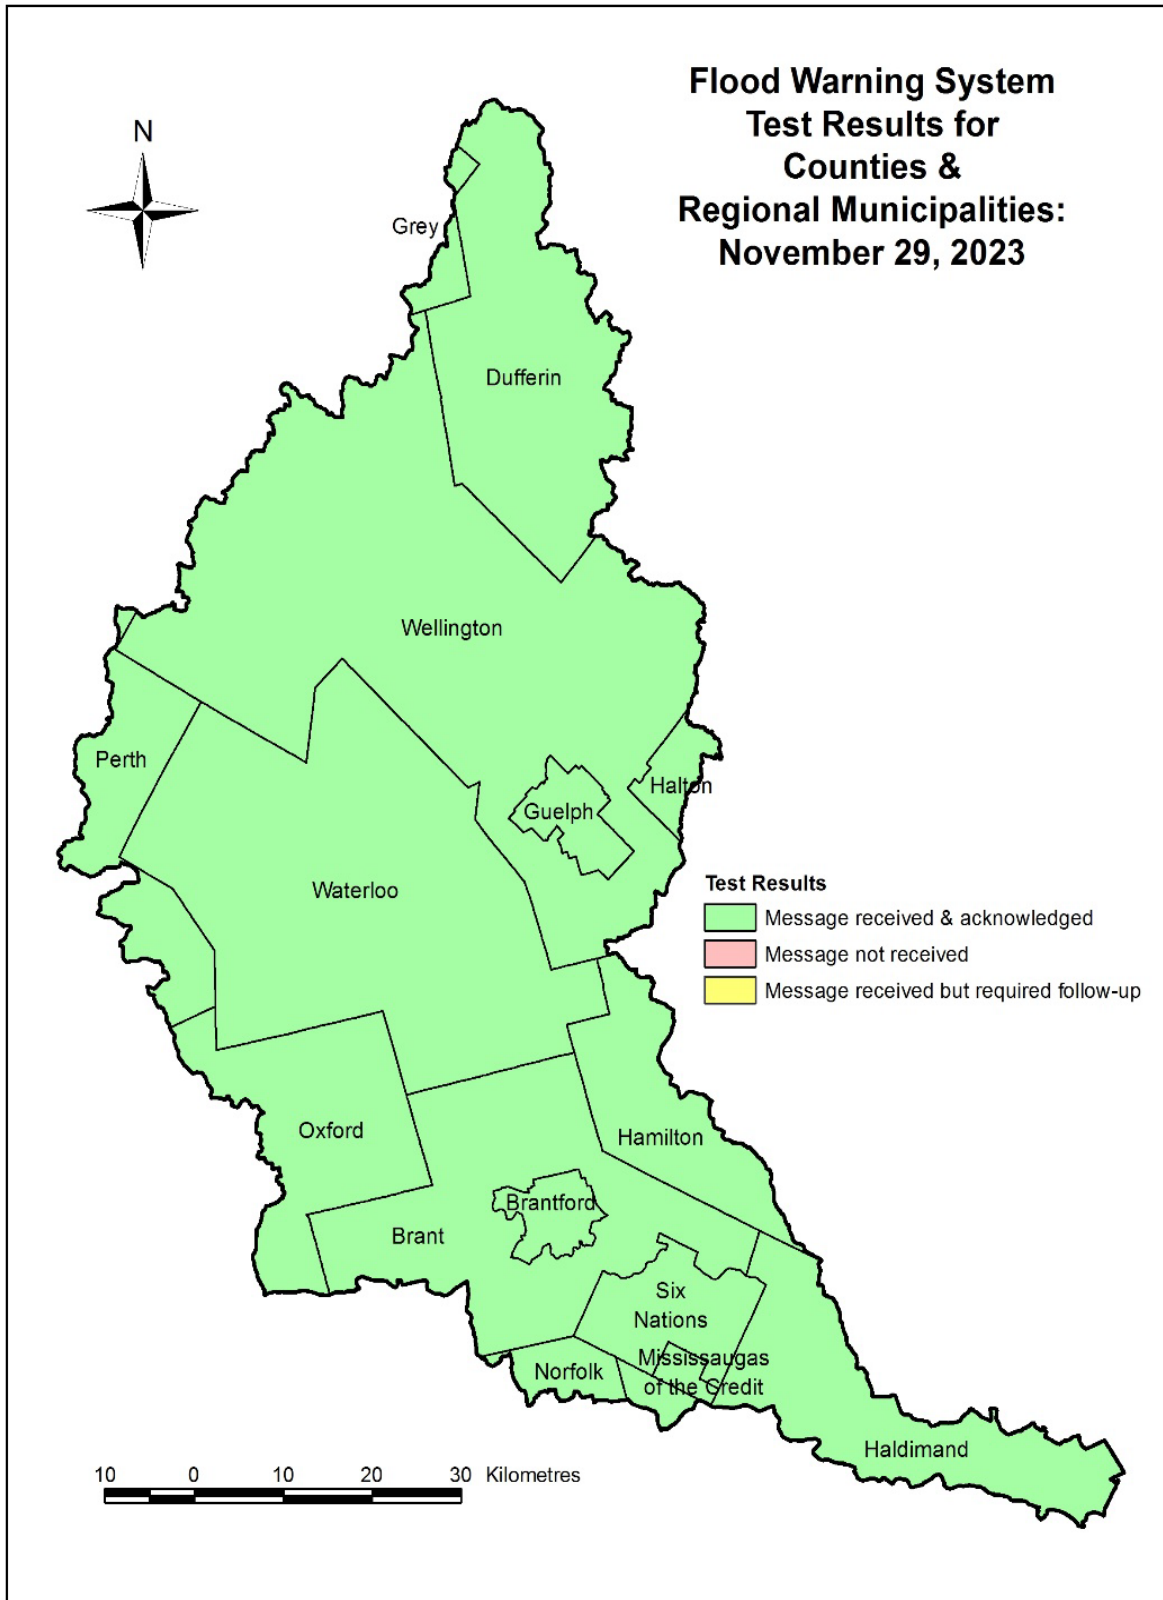 Flood Warning System
Test Results for
Counties &
Regional Municipalities:
November 29, 2023
N
Grey
Dufferin
Wellington
Perth
Halton
Guelph
Waterloo
Test Results
Message received & acknowledged
Message not received
Message received but required follow-up
Oxford
Hamilton
Brantford
Brant
Six
Nations
Mississaugas
of the Credit
Norfolk
Haldimand
10 0 10 20 30 Kilometres